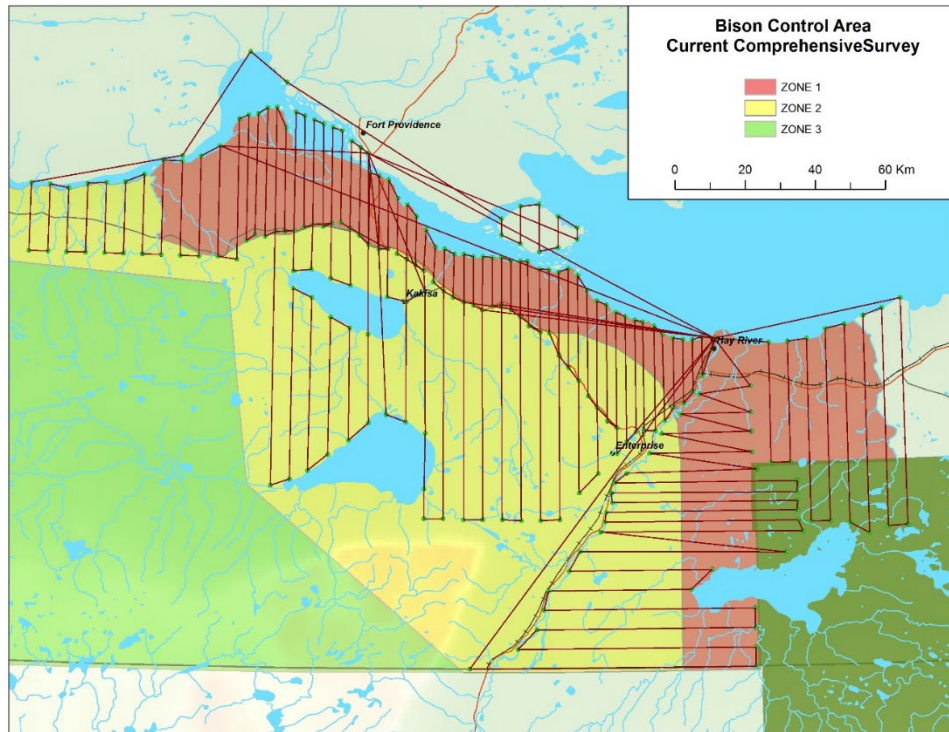 Bison Control Area
Current ComprehensiveSurvey
ZONE 1
ZONE 2
ZONE 3
0 10 20 40 60 Km
Fort Providence
Kakisa
Hay River
Enterprise